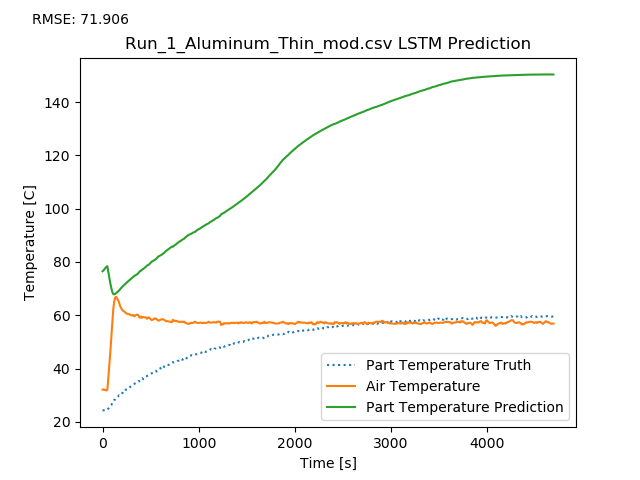 RMSE: 71.906
Run_1_Aluminum_Thin_mod.csv LSTM Prediction
Temperature [C]
140
120
100
80
60
40
20
0
1000
2000
3000
4000
Time [s]
Part Temperature Truth
Air Temperature
Part Temperature Prediction